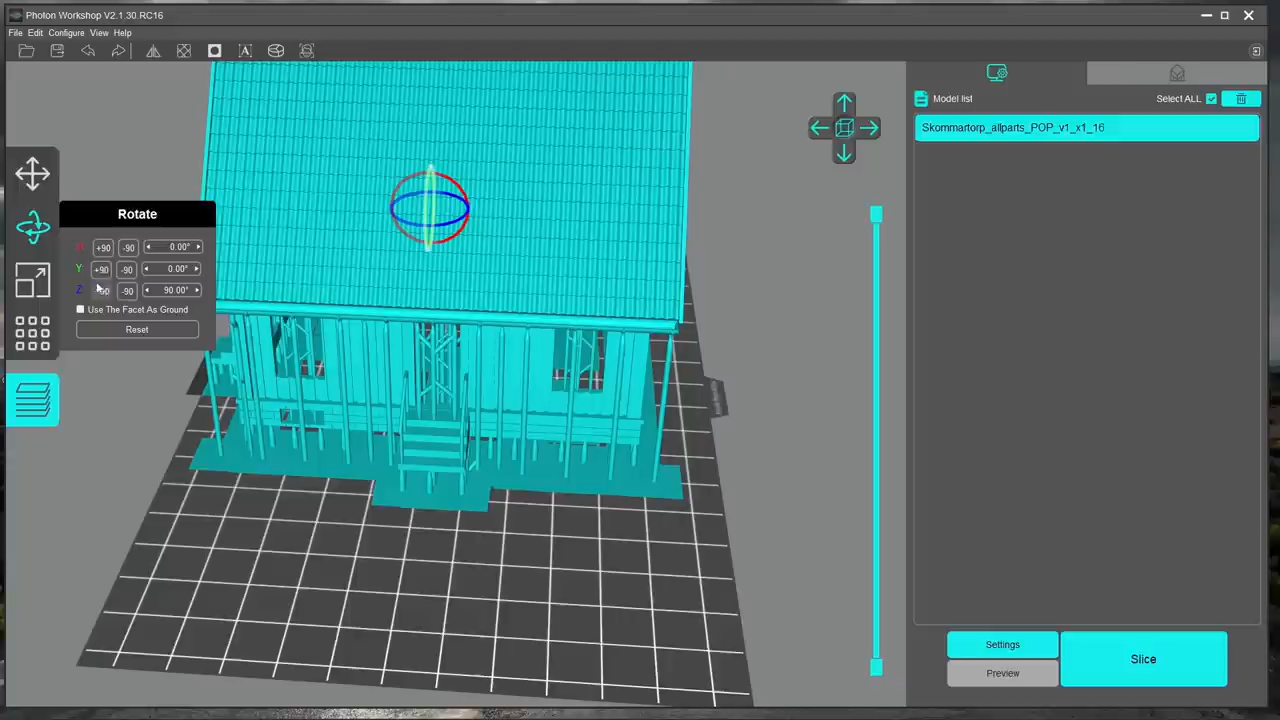 Photon Workshop V2.1.30.RC16
File Edit Configure View Help
Model list
Select ALL
Skommartorp_allparts_POP_v1_x1_16
Rotate
X +90 -90 0.00°
Y +90 -90 0.00°
Z +90 -90 90.00°
Use The Facet As Ground
Reset
Settings
Slice
Preview